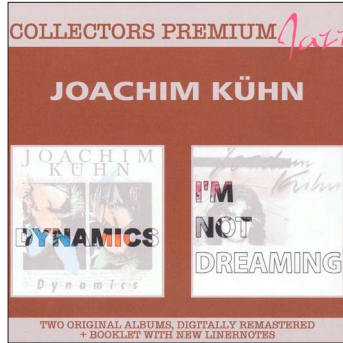 COLLECTORS PREMIUM Jazz
JOACHIM KÜHN
JOACHIM
KÜHN
DYNAMICS
Dynamics
Joachim
Kühn
I'M
NOT
DREAMING
TWO ORIGINAL ALBUMS, DIGITALLY REMASTERED
+ BOOKLET WITH NEW LINERNOTES